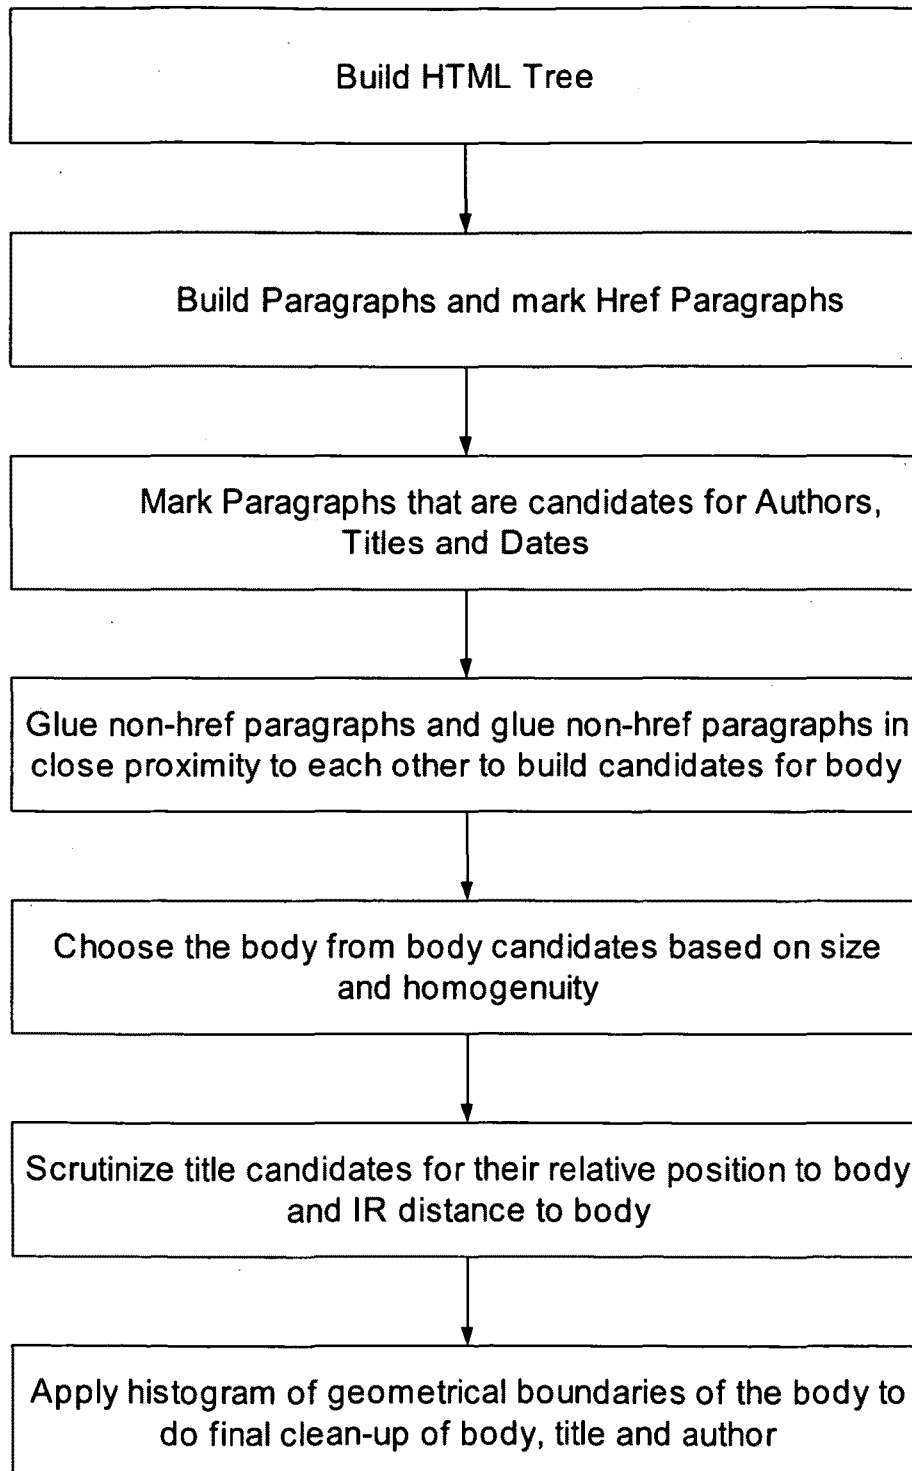 Build HTML Tree
Build Paragraphs and mark Href Paragraphs
Mark Paragraphs that are candidates for Authors,
Titles and Dates
Glue non-href paragraphs and glue non-href paragraphs in
close proximity to each other to build candidates for body
Choose the body from body candidates based on size
and homogenuity
Scrutinize title candidates for their relative position to body
and IR distance to body
Apply histogram of geometrical boundaries of the body to
do final clean-up of body, title and author